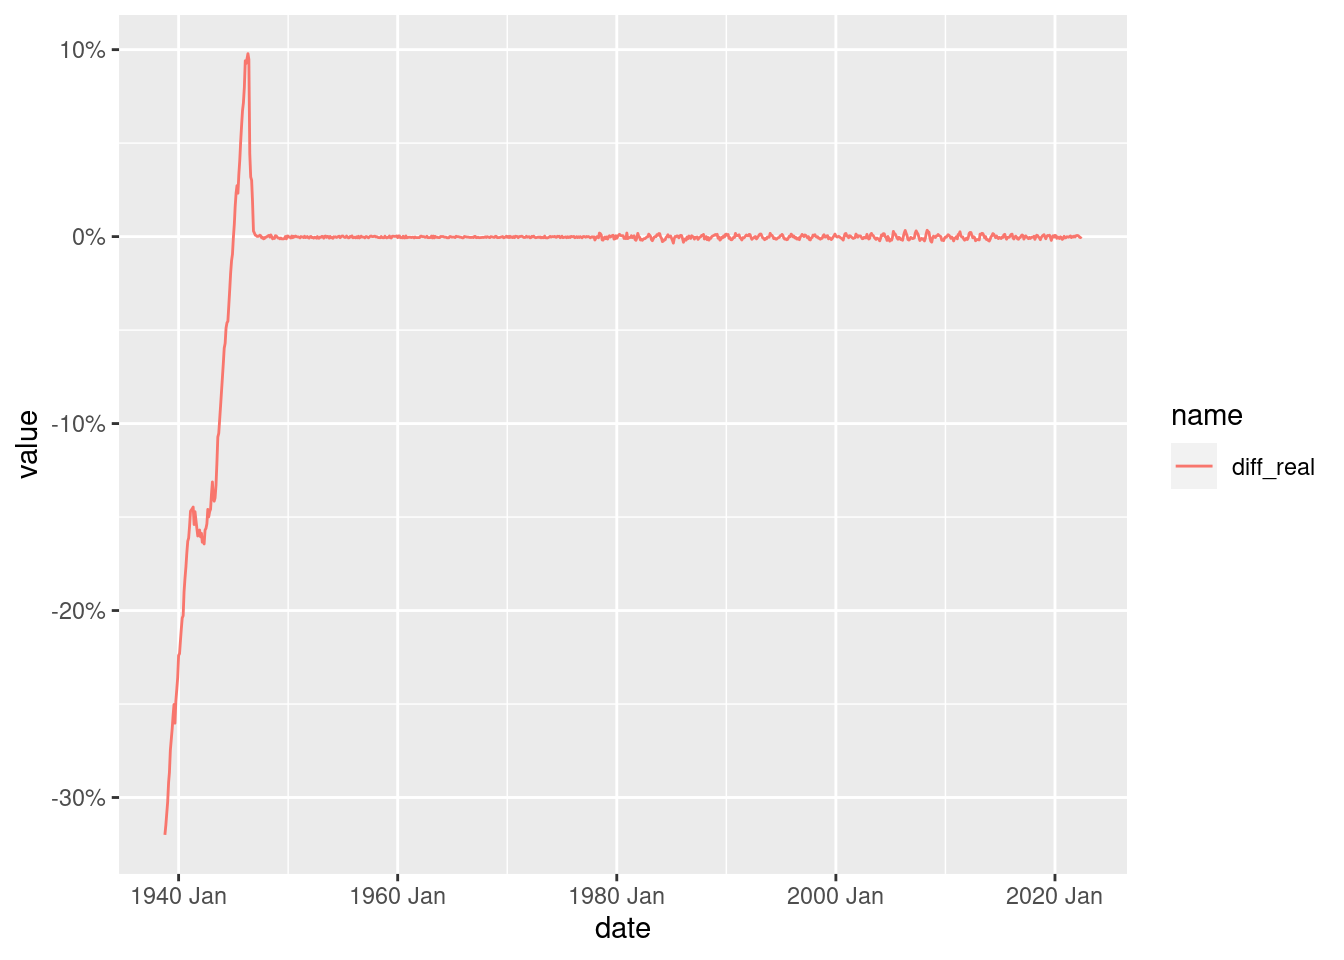 10%
0%
-10%
-20%
-30%
value
1940 Jan
1960 Jan
1980 Jan
2000 Jan
2020 Jan
date
name
diff_real